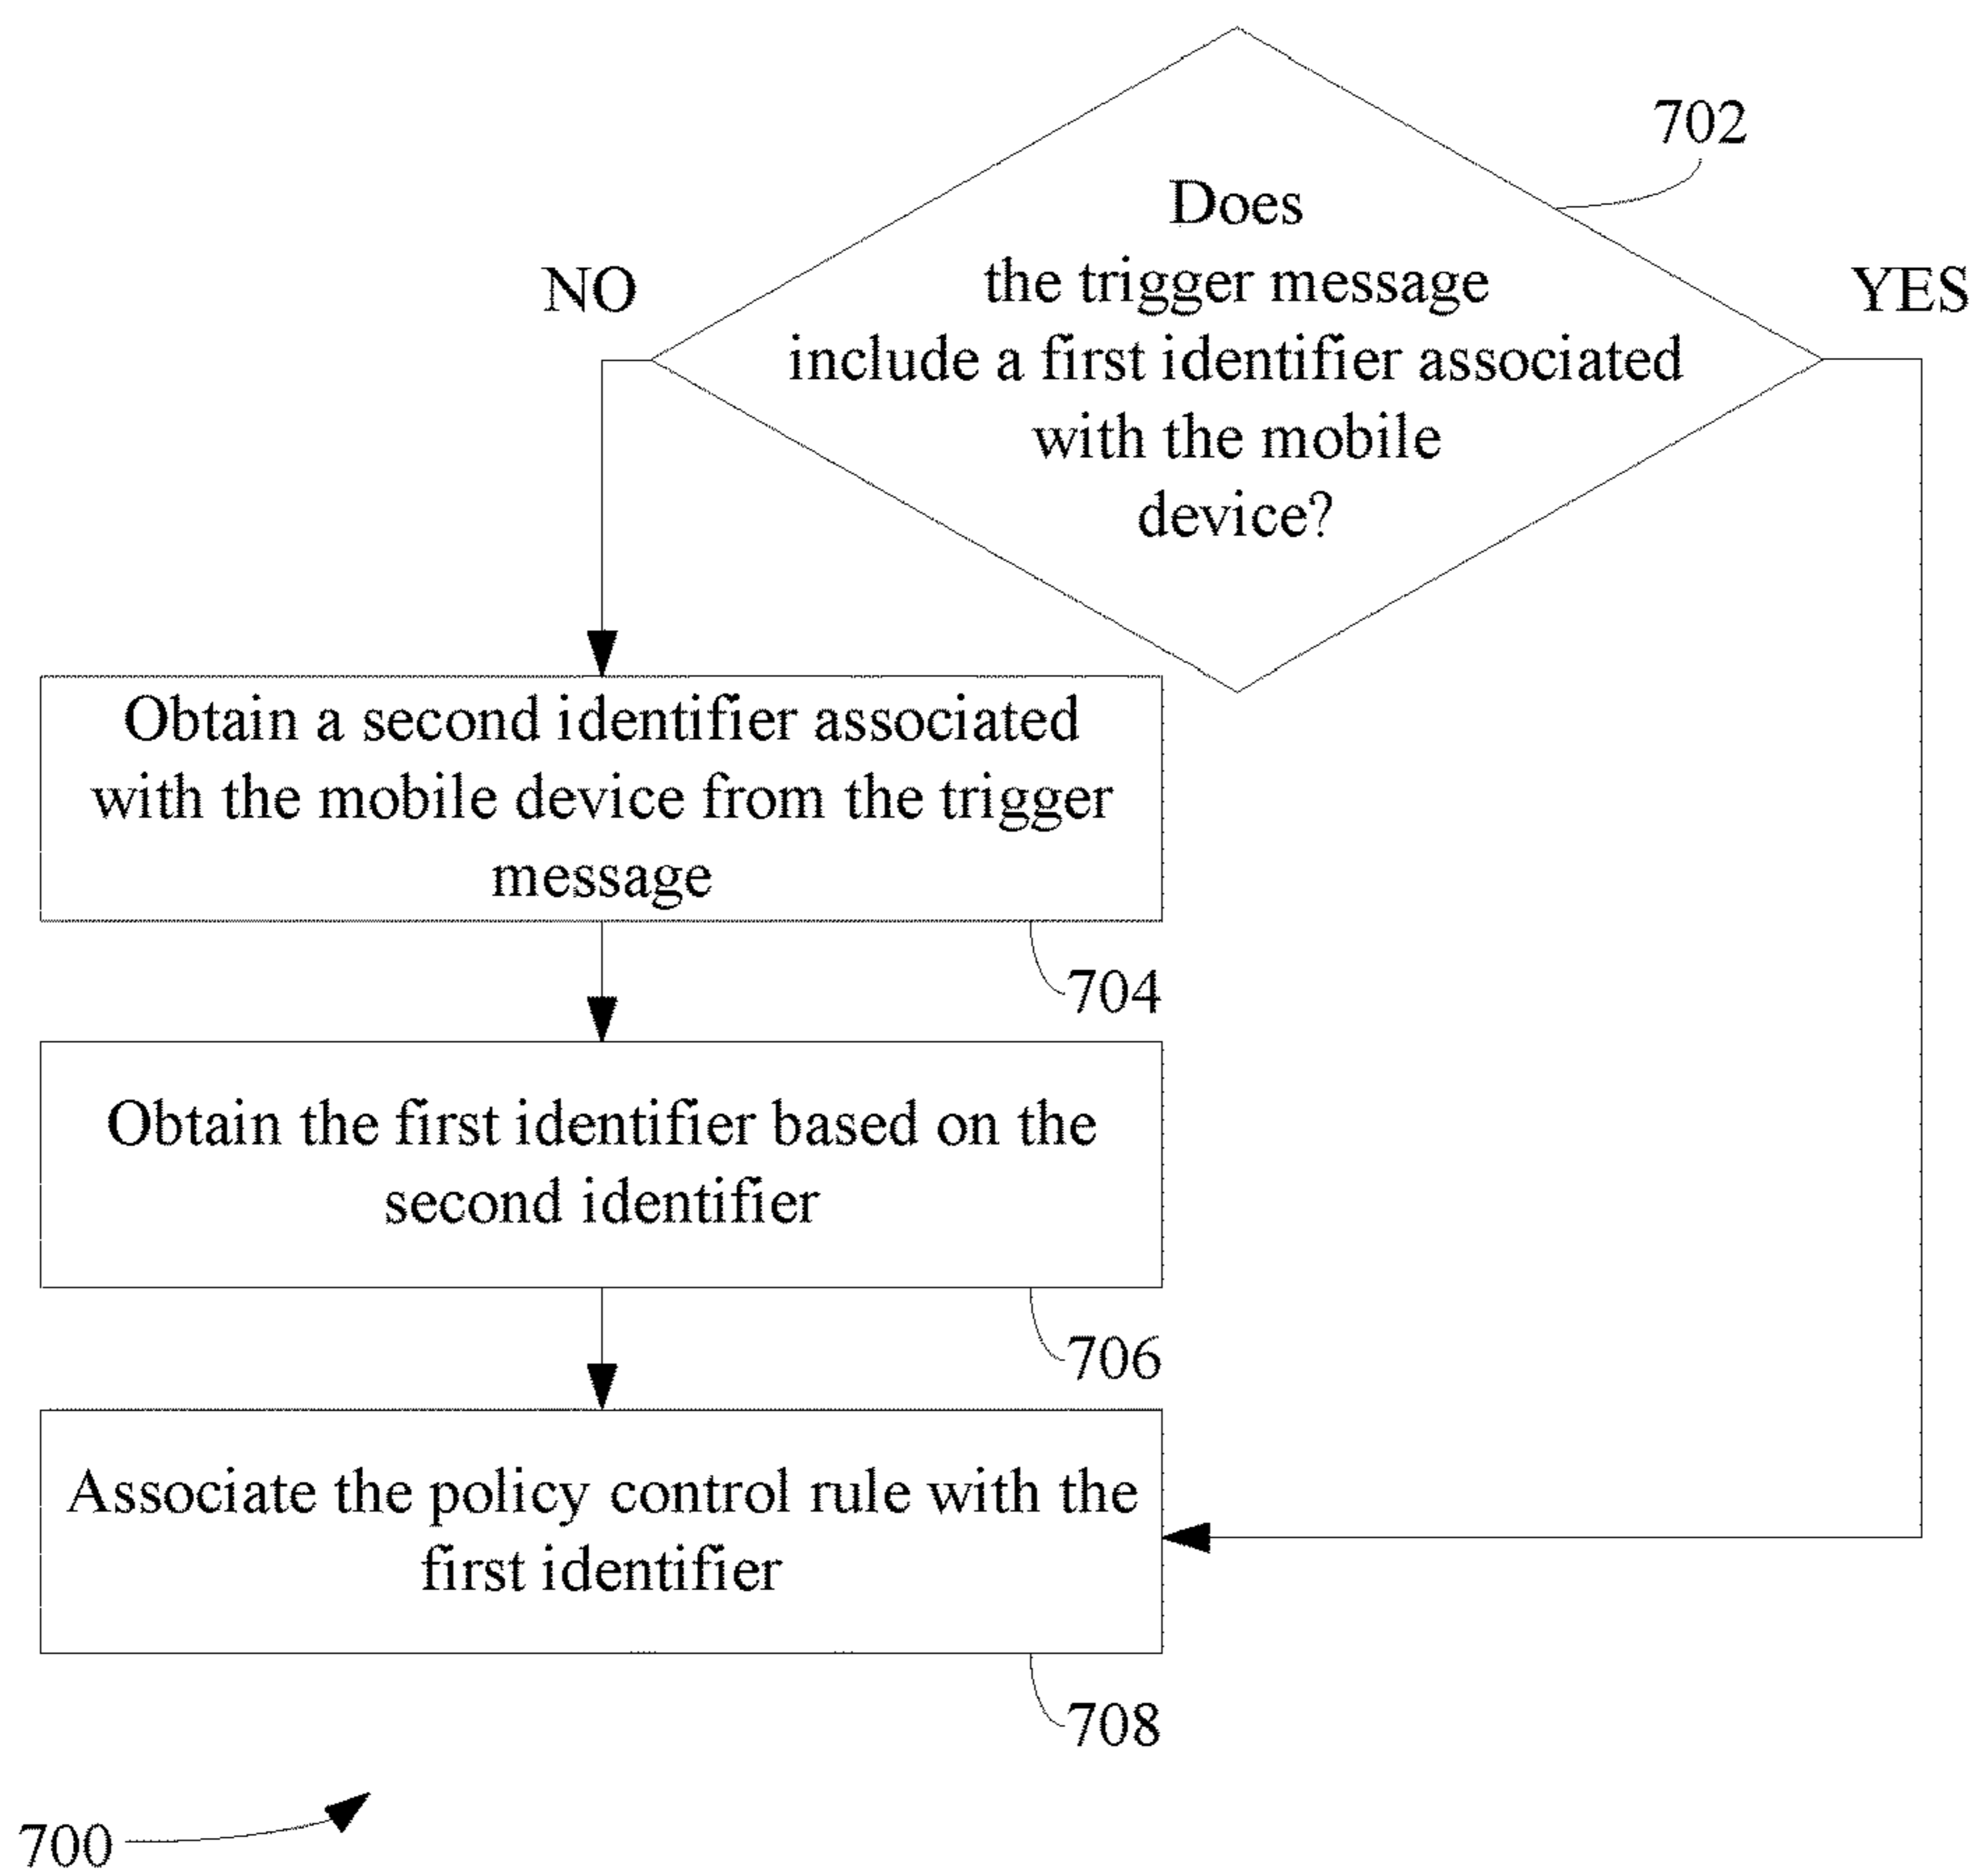 702
Does
the trigger message
include a first identifier associated
with the mobile
device?
NO
YES
Obtain a second identifier associated
with the mobile device from the trigger
message
704
Obtain the first identifier based on the
second identifier
706
Associate the policy control rule with the
first identifier
708
700